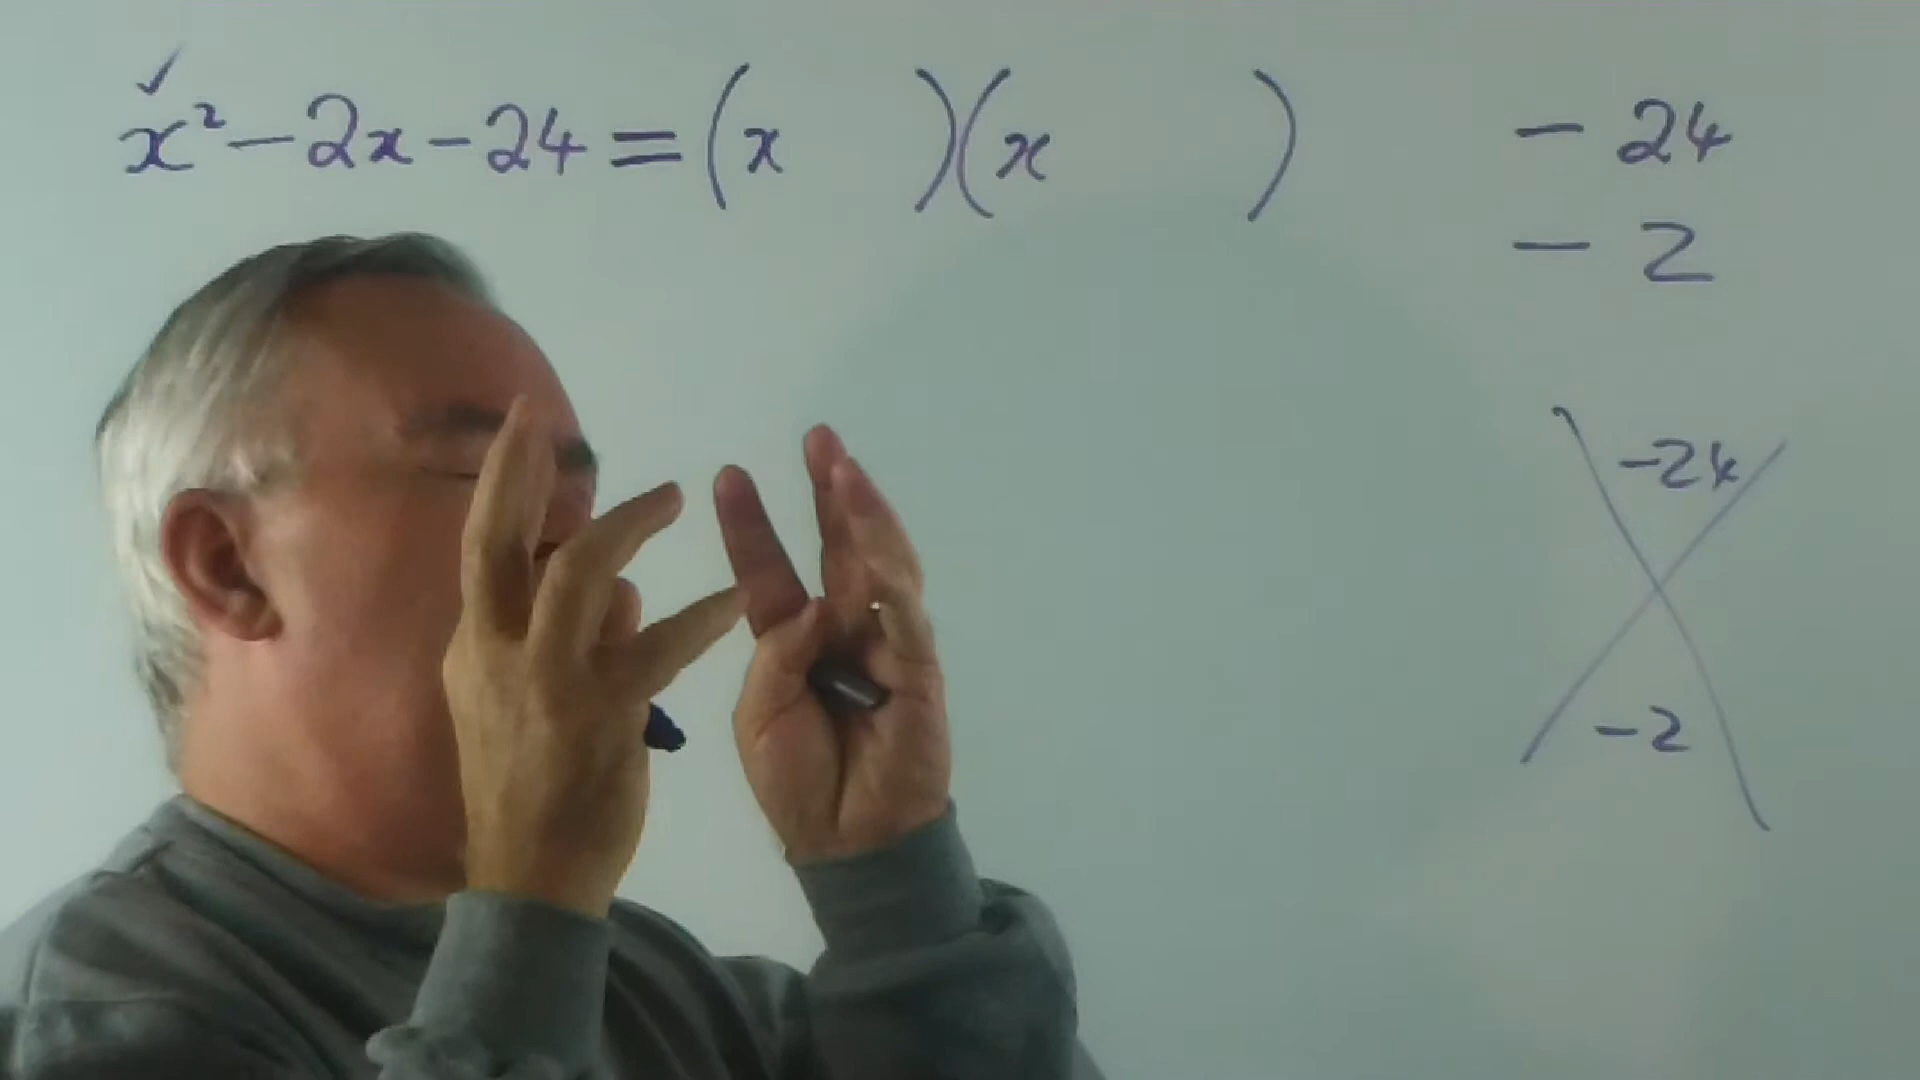 x² - 2x - 24 = (x )(x )
- 24
- 2
-24
-2